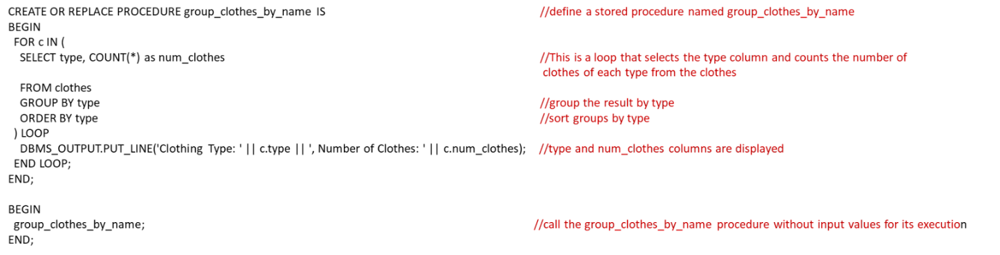 CREATE OR REPLACE PROCEDURE group_clothes_by_name IS //define a stored procedure named group_clothes_by_name
BEGIN
FOR c IN (
SELECT type, COUNT(*) as num_clothes //This is a loop that selects the type column and counts the number of
clothes of each type from the clothes
FROM clothes
GROUP BY type //group the result by type
ORDER BY type //sort groups by type
) LOOP
DBMS_OUTPUT.PUT_LINE('Clothing Type: ' || c.type || ', Number of Clothes: ' || c.num_clothes); //type and num_clothes columns are displayed
END LOOP;
END;
BEGIN
group_clothes_by_name; //call the group_clothes_by_name procedure without input values for its execution
END;